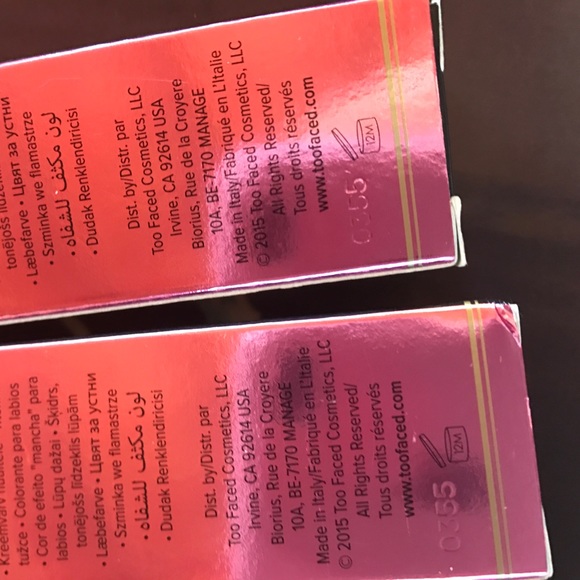 tonējošs līdzeklis
• Læbefarve • Цвят за устни
• Szminka we flamastrze
• لون مكثف للشفاه
• Dudak Renklendiricisi
Dist. by/Distr. par
Too Faced Cosmetics, LLC
Irvine, CA 92614 USA
Biorius, Rue de la Croyere
10A, BE-7170 MANAGE
Made in Italy/Fabriqué en L'Italie
© 2015 Too Faced Cosmetics, LLC
All Rights Reserved/
Tous droits réservés
www.toofaced.com
12M
0355
tužce • Colorante para labios
• Cor de efeito "mancha" para
labios • Lūpų dažai • Šķidrs,
tonējošs līdzeklis lūpām
• Læbefarve • Цвят за устни
• Szminka we flamastrze
• لون مكثف للشفاه
• Dudak Renklendiricisi
Dist. by/Distr. par
Too Faced Cosmetics, LLC
Irvine, CA 92614 USA
Biorius, Rue de la Croyere
10A, BE-7170 MANAGE
Made in Italy/Fabriqué en L'Italie
© 2015 Too Faced Cosmetics, LLC
All Rights Reserved/
Tous droits réservés
www.toofaced.com
12M
0355